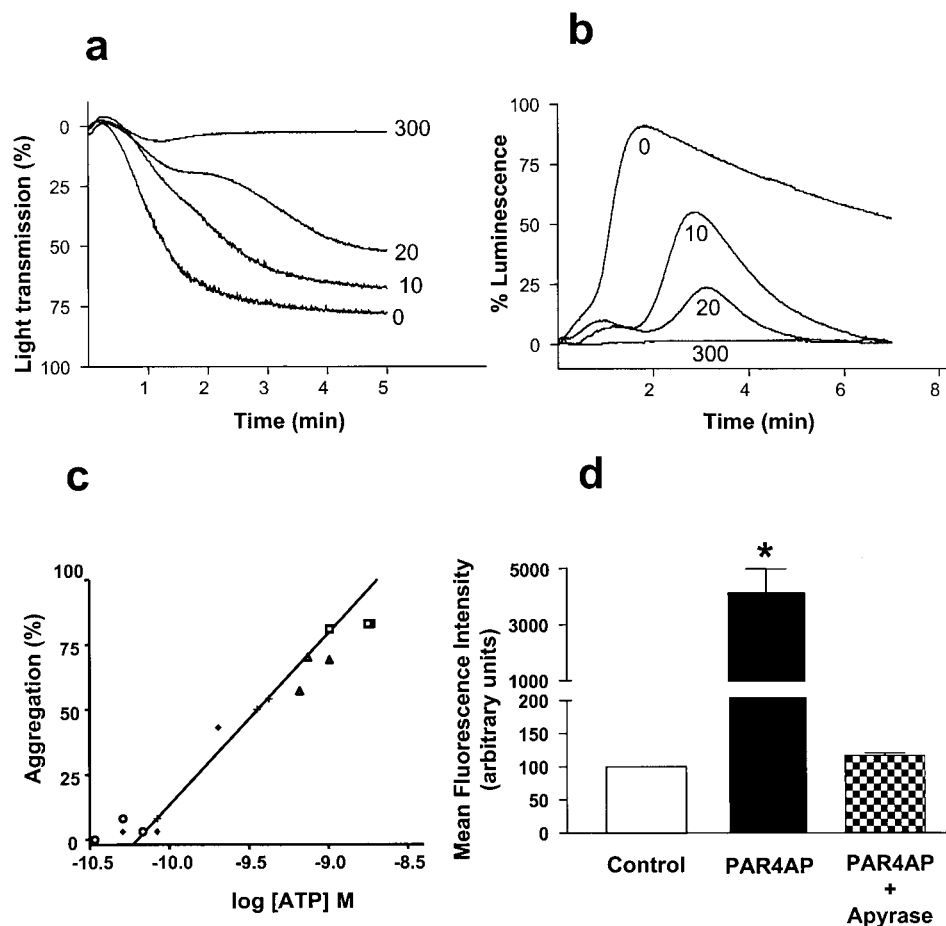 a
Light transmission (%)
0
25
50
75
100
300
20
10
0
1
2
3
4
5
Time (min)
b
% Luminescence
100
75
50
25
0
0
10
20
300
2
4
6
8
Time (min)
c
Aggregation (%)
100
75
50
25
0
-10.5
-10.0
-9.5
-9.0
-8.5
log [ATP] M
d
Mean Fluorescence Intensity
(arbitrary units)
5000
3000
1000
200
150
100
50
0
*
Control
PAR4AP
PAR4AP
+
Apyrase